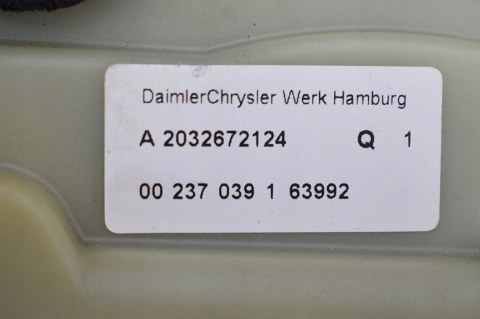 DaimlerChrysler Werk Hamburg
A 2032672124 Q 1
00 237 039 1 63992